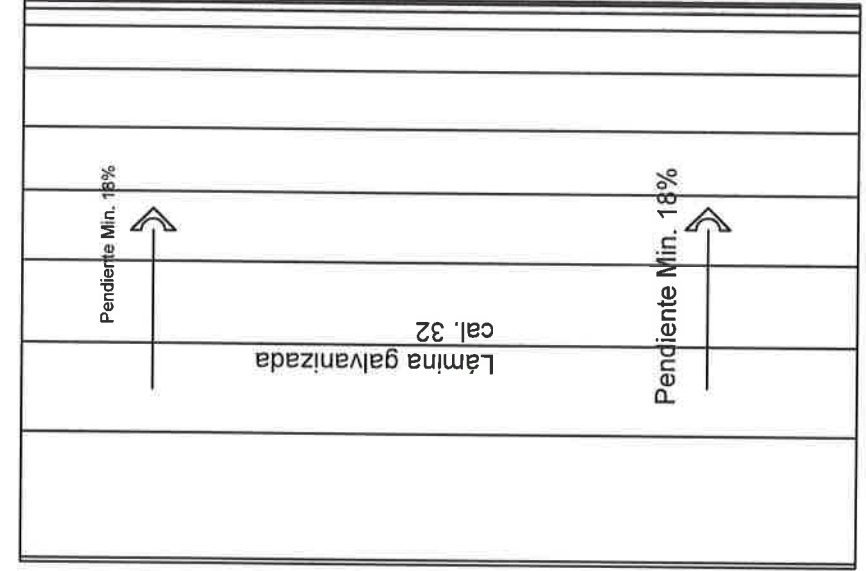 Pendiente Min. 18%
Pendiente Min. 18%
Lámina galvanizada
cal. 32